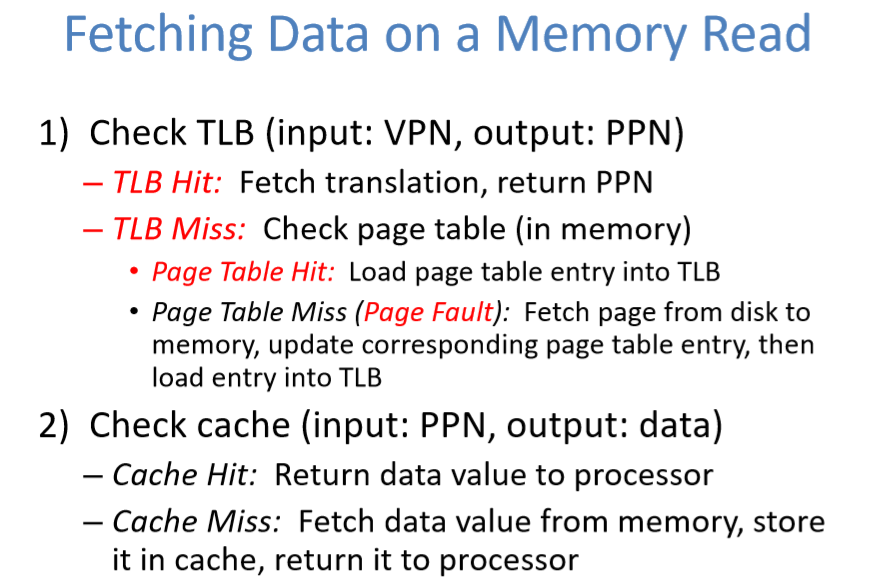 Fetching Data on a Memory Read
1) Check TLB (input: VPN, output: PPN)
– TLB Hit: Fetch translation, return PPN
– TLB Miss: Check page table (in memory)
• Page Table Hit: Load page table entry into TLB
• Page Table Miss (Page Fault): Fetch page from disk to
memory, update corresponding page table entry, then
load entry into TLB
2) Check cache (input: PPN, output: data)
– Cache Hit: Return data value to processor
– Cache Miss: Fetch data value from memory, store
it in cache, return it to processor